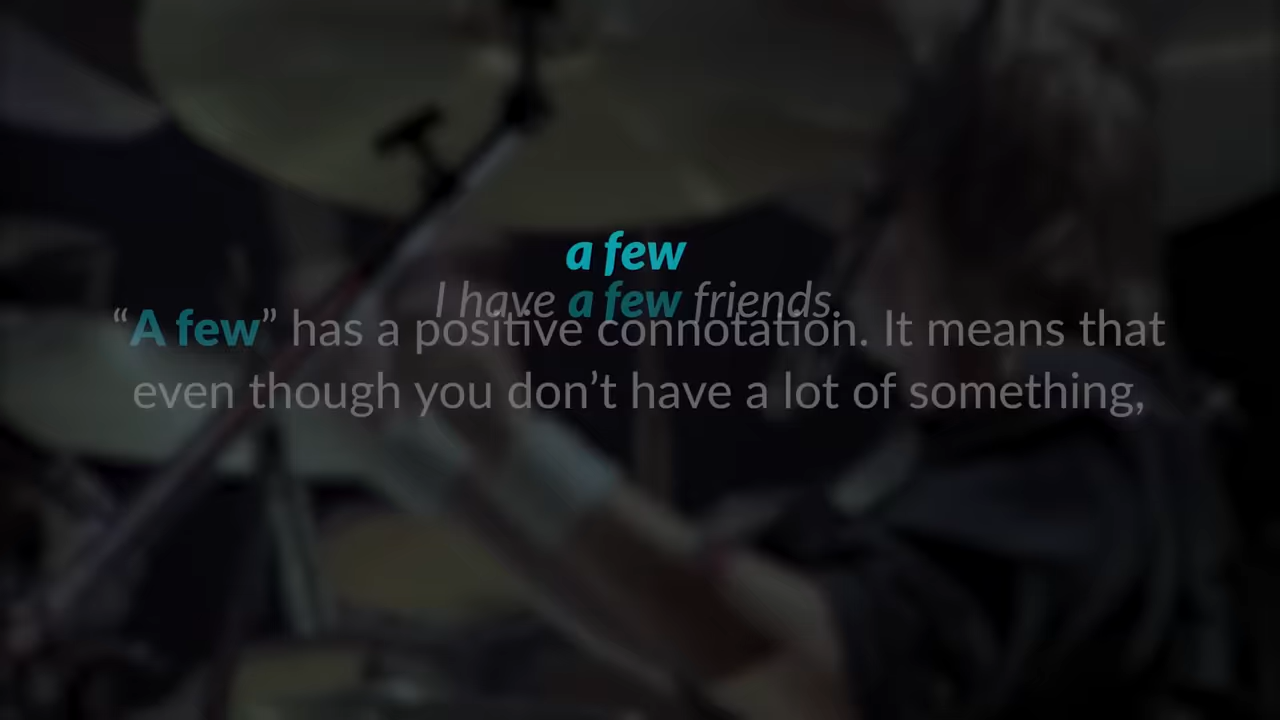 a few
I have a few friends.
“A few” has a positive connotation. It means that
even though you don’t have a lot of something,